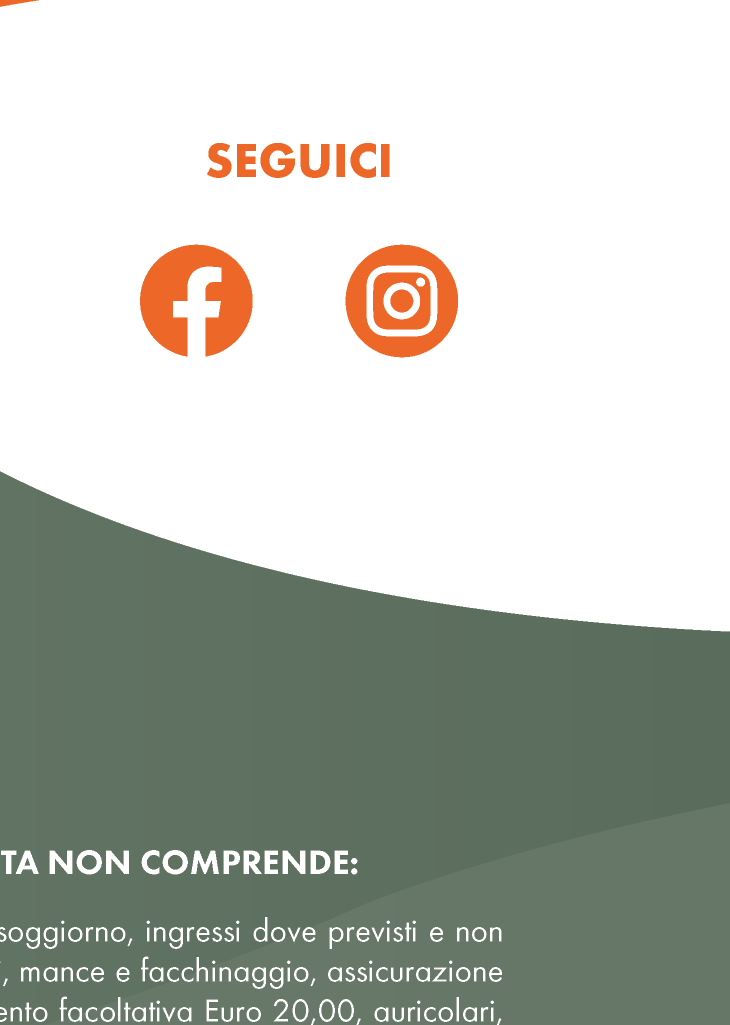 SEGUICI
TA NON COMPRENDE:
soggiorno, ingressi dove previsti e non
, mance e facchinaggio, assicurazione
ento facoltativa Euro 20,00, auricolari,